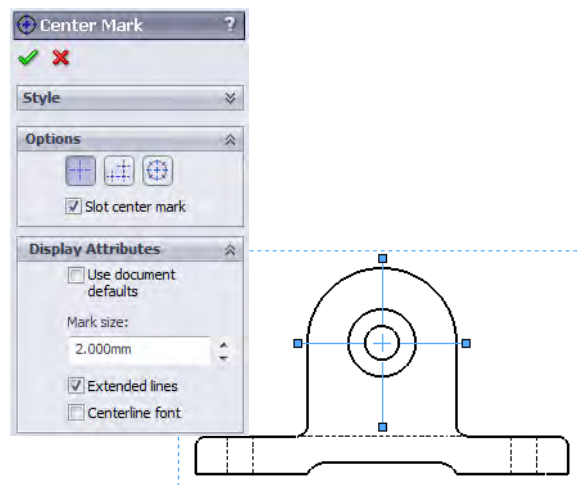 Center Mark ?
Style
Options
Slot center mark
Display Attributes
Use document
defaults
Mark size:
2.000mm
Extended lines
Centerline font